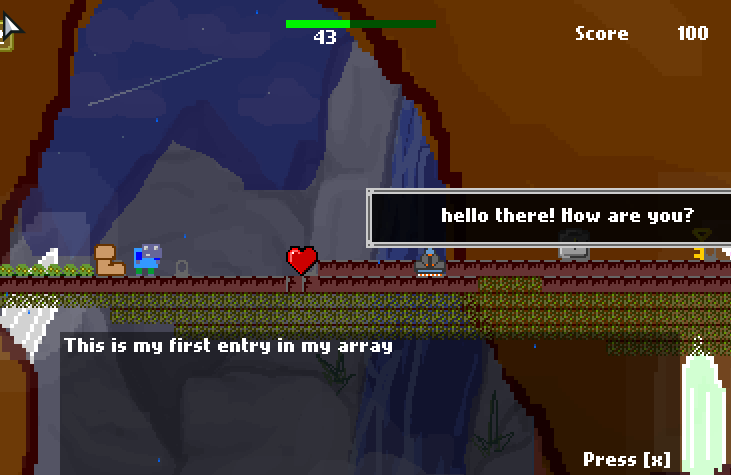 43
Score 100
hello there! How are you?
This is my first entry in my array
Press [x]